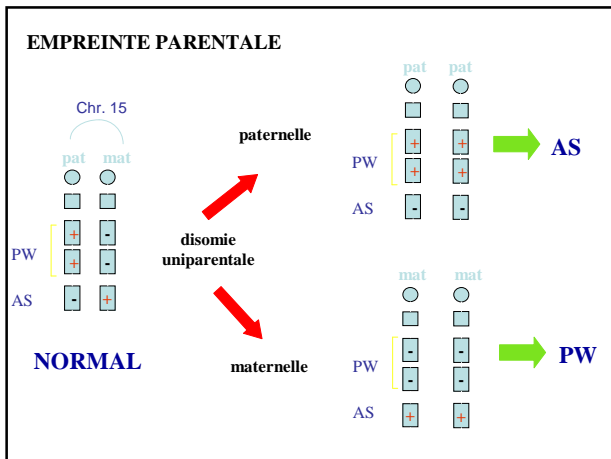 EMPREINTE PARENTALE
Chr. 15
pat mat
PW
+ -
+ -
AS
- +
NORMAL
disomie
uniparentale
paternelle
pat pat
PW
+ +
+ +
AS
- -
AS
maternelle
mat mat
PW
- -
- -
AS
+ +
PW